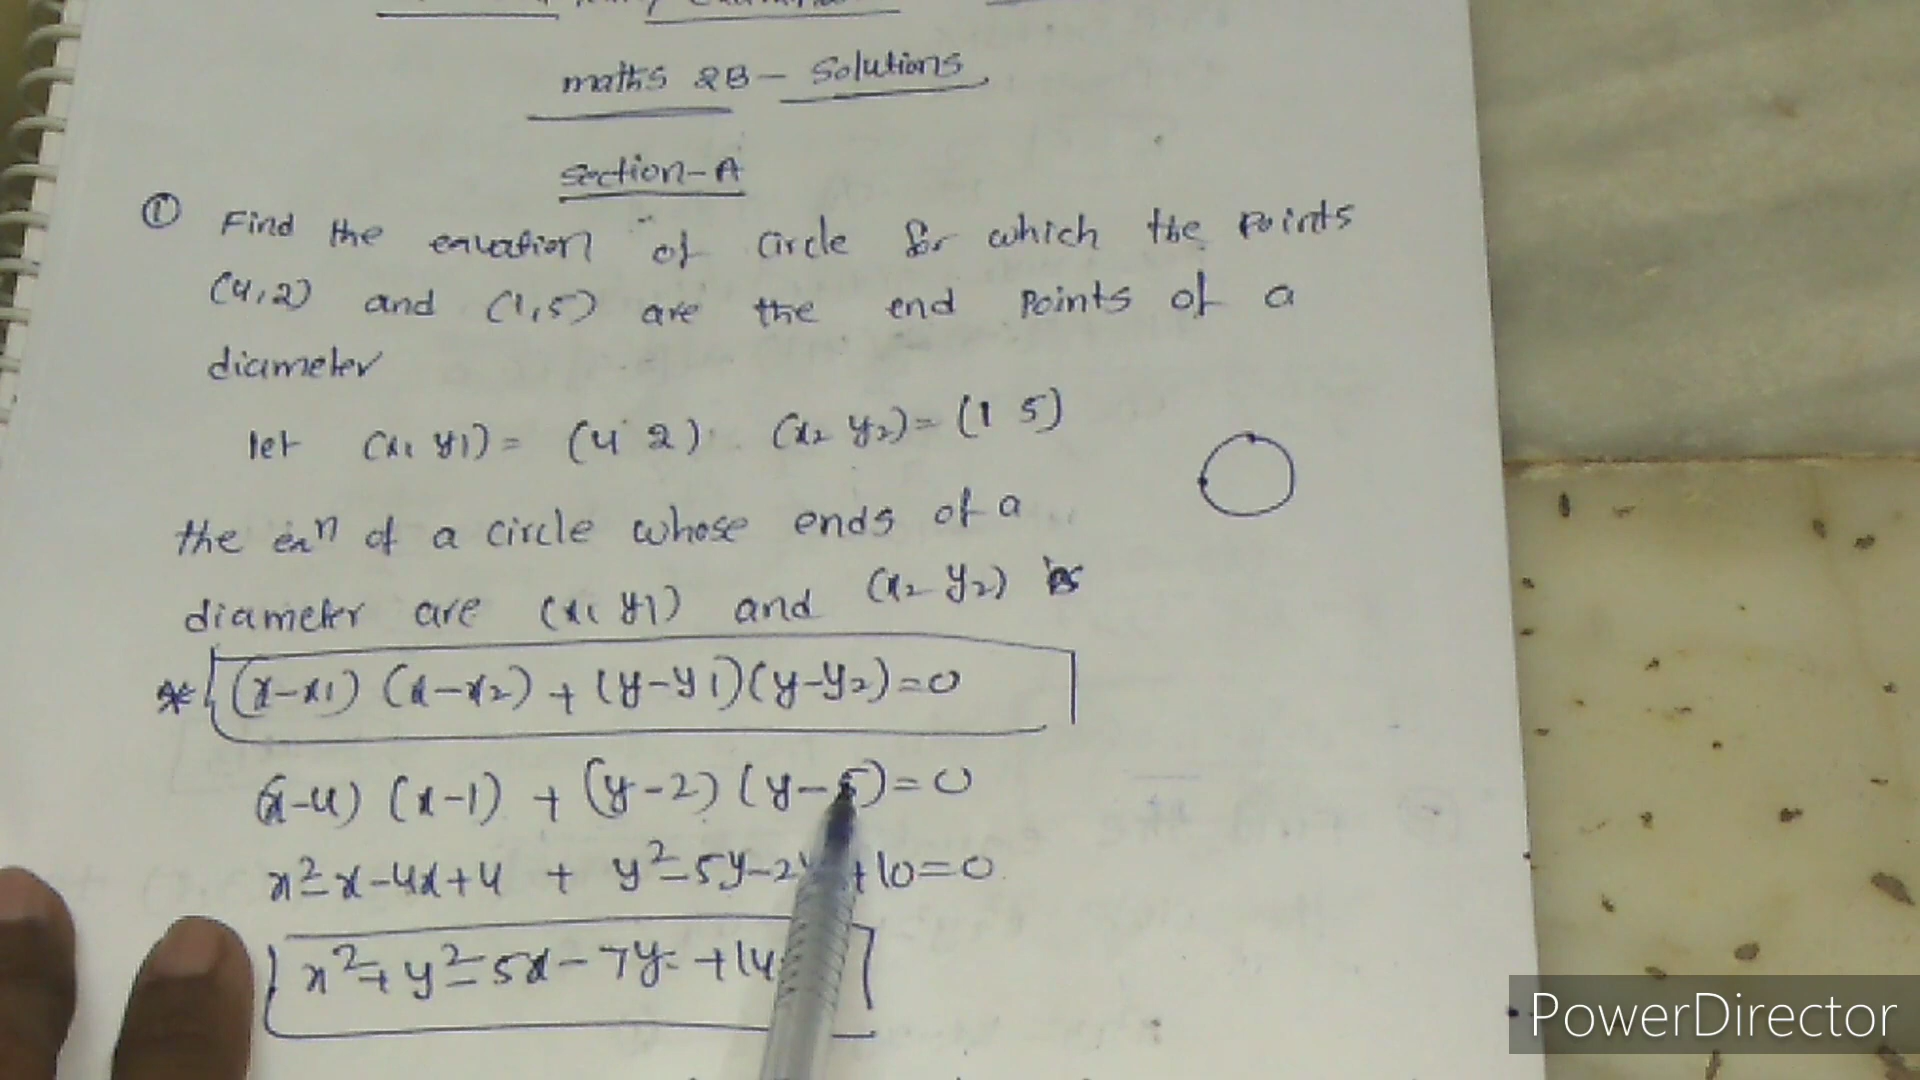 maths 2B - Solutions
Section-A
① Find the equation of circle for which the points
(4,2) and (1,5) are the end points of a
diameter
let (x1 y1) = (4 2) (x2 y2) = (1 5)
the eqn of a circle whose ends of a
diameter are (x1 y1) and (x2 y2) is
* (x-x1) (x-x2) + (y-y1)(y-y2)=0
(x-4) (x-1) + (y-2) (y-5)=0
x²-x-4x+4 + y²-5y-2y+10=0
x²+y²-5x-7y+14
PowerDirector